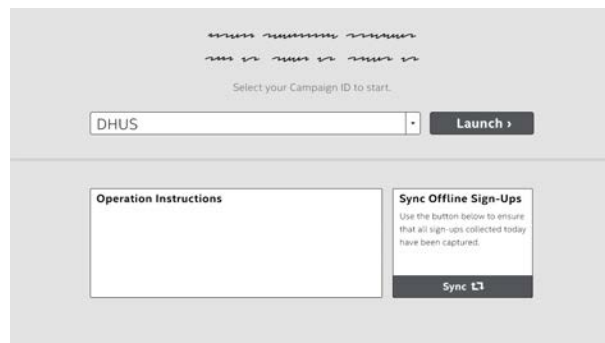 Select your Campaign ID to start.
DHUS
Launch ›
Operation Instructions
Sync Offline Sign-Ups
Use the button below to ensure
that all sign-ups collected today
have been captured.
Sync